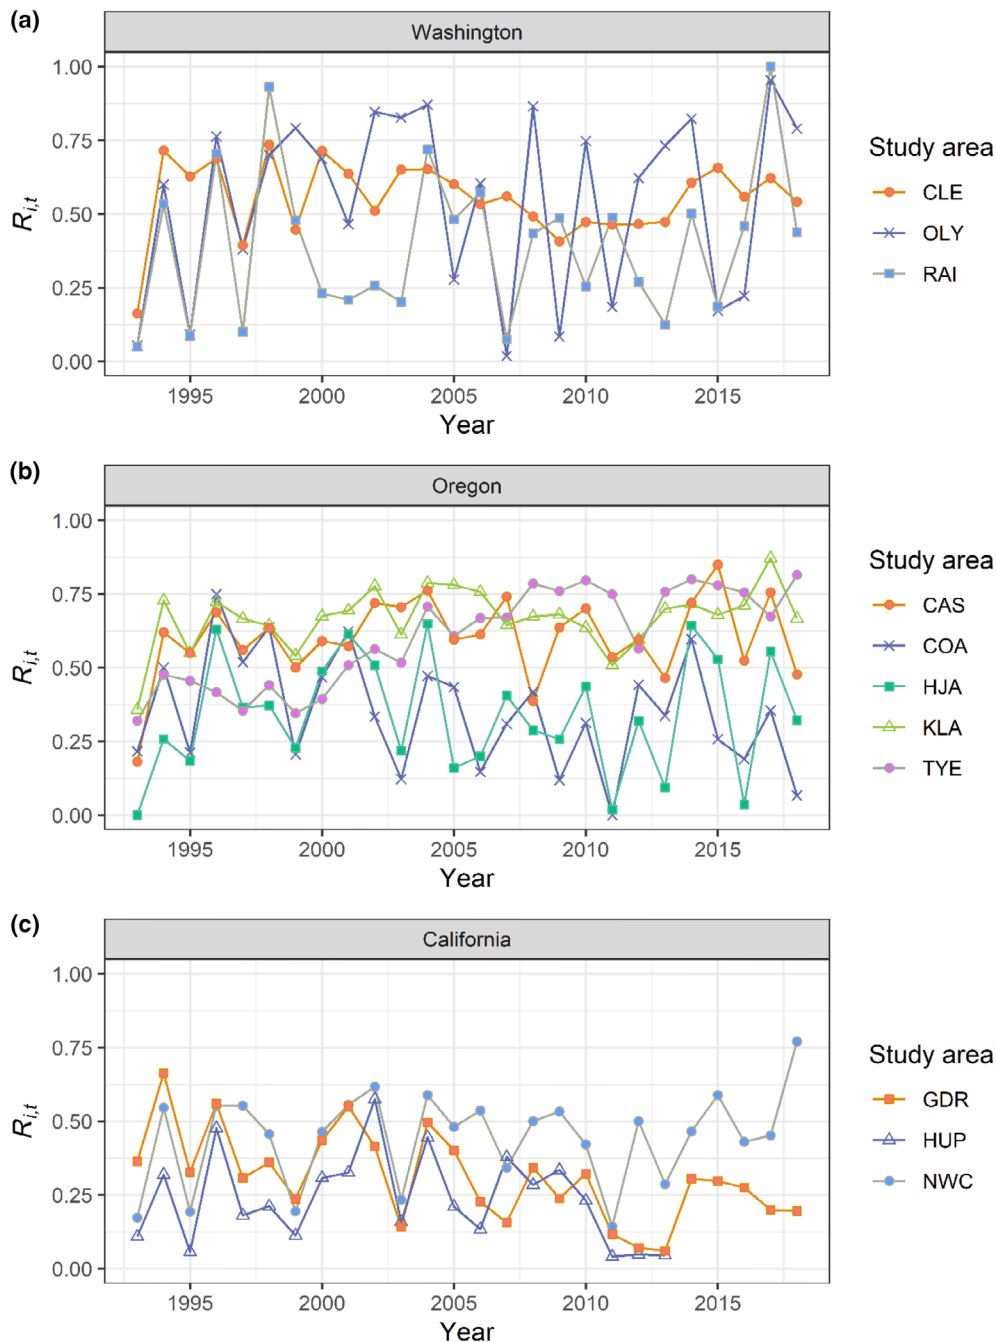 (a)
Washington
1.00
0.75
0.50
0.25
0.00
R_{i,t}
1995 2000 2005 2010 2015
Year
Study area
CLE
OLY
RAI
(b)
Oregon
1.00
0.75
0.50
0.25
0.00
R_{i,t}
1995 2000 2005 2010 2015
Year
Study area
CAS
COA
HJA
KLA
TYE
(c)
California
1.00
0.75
0.50
0.25
0.00
R_{i,t}
1995 2000 2005 2010 2015
Year
Study area
GDR
HUP
NWC